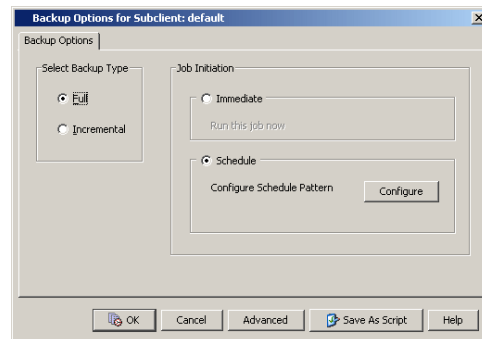 Backup Options for Subclient: default
Backup Options
Select Backup Type
Full
Incremental
Job Initiation
Immediate
Run this job now
Schedule
Configure Schedule Pattern
Configure
OK
Cancel
Advanced
Save As Script
Help